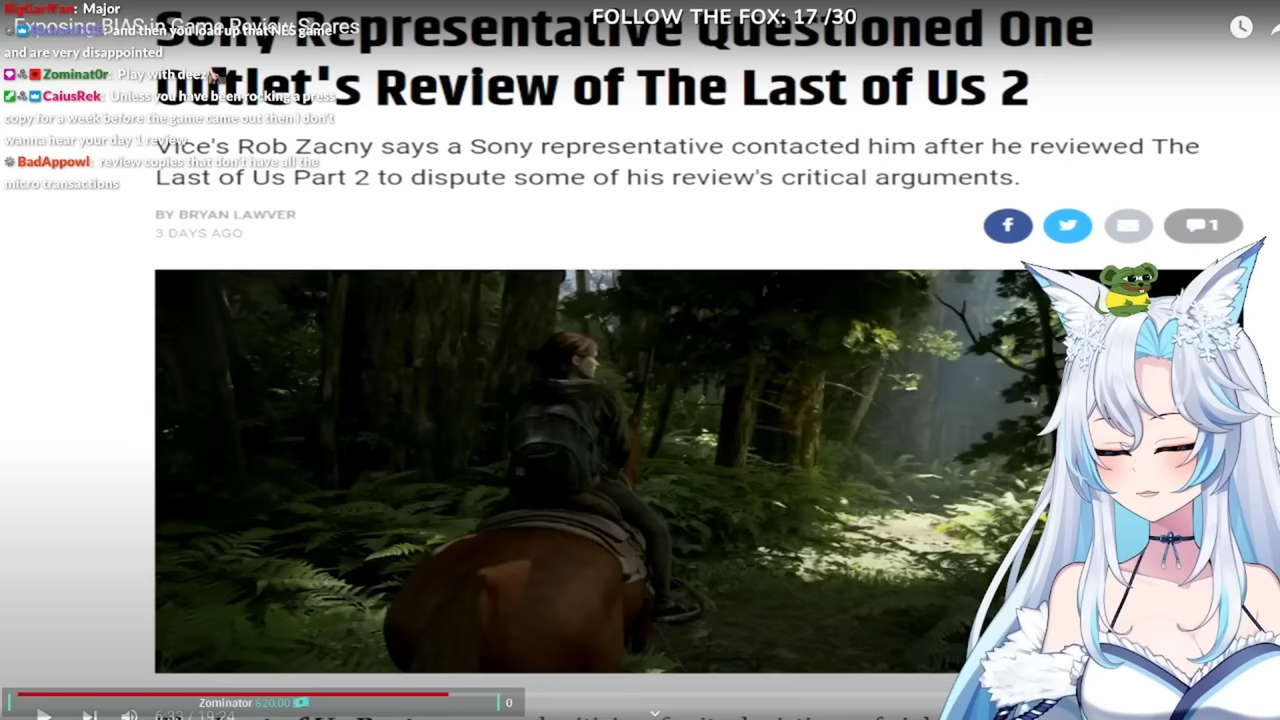 BigGariFan: Major
Exposing BIAS in Game Review Scores
: and then you load up that NES game
and are very disappointed
Zominat0r: Play with deez
CaiusRek: Unless you have been rocking a press
copy for a week before the game came out then I don't
wanna hear your day 1 review
BadAppowl: review copies that don't have all the
micro transactions
FOLLOW THE FOX: 17 /30
Sony Representative Questioned One
Outlet's Review of The Last of Us 2
Vice's Rob Zacny says a Sony representative contacted him after he reviewed The
Last of Us Part 2 to dispute some of his review's critical arguments.
BY BRYAN LAWVER
3 DAYS AGO
1
Zominator $20.00
0
6:33 / 19:24